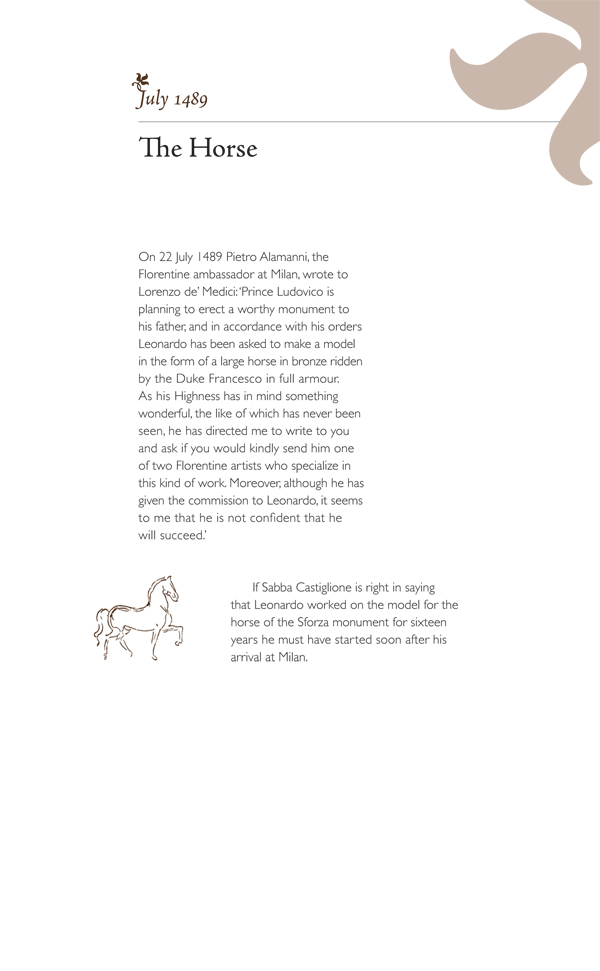 July 1489
The Horse
On 22 July 1489 Pietro Alamanni, the
Florentine ambassador at Milan, wrote to
Lorenzo de’ Medici: ‘Prince Ludovico is
planning to erect a worthy monument to
his father, and in accordance with his orders
Leonardo has been asked to make a model
in the form of a large horse in bronze ridden
by the Duke Francesco in full armour.
As his Highness has in mind something
wonderful, the like of which has never been
seen, he has directed me to write to you
and ask if you would kindly send him one
of two Florentine artists who specialize in
this kind of work. Moreover, although he has
given the commission to Leonardo, it seems
to me that he is not confident that he
will succeed.’
If Sabba Castiglione is right in saying
that Leonardo worked on the model for the
horse of the Sforza monument for sixteen
years he must have started soon after his
arrival at Milan.